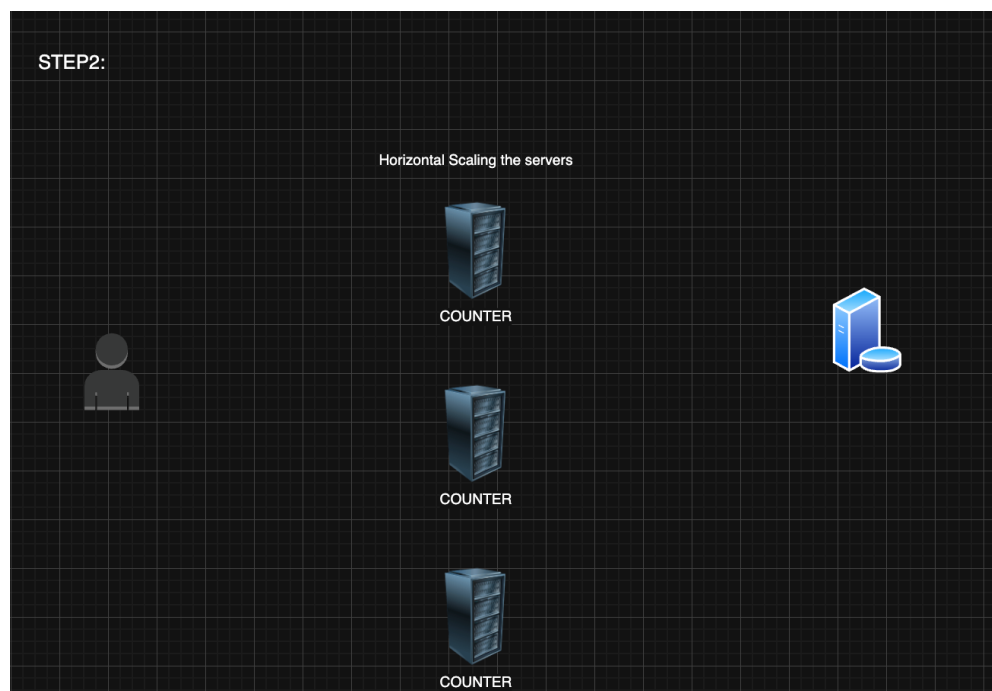 STEP2:
Horizontal Scaling the servers
COUNTER
COUNTER
COUNTER